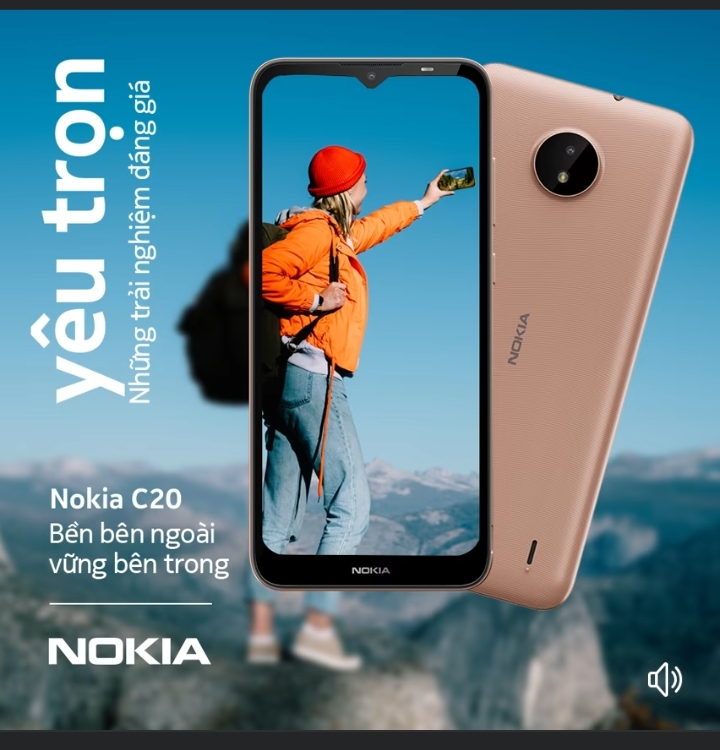 yêu trọn
Những trải nghiệm đáng giá
Nokia C20
Bền bên ngoài
vững bên trong
NOKIA
NOKIA
NOKIA